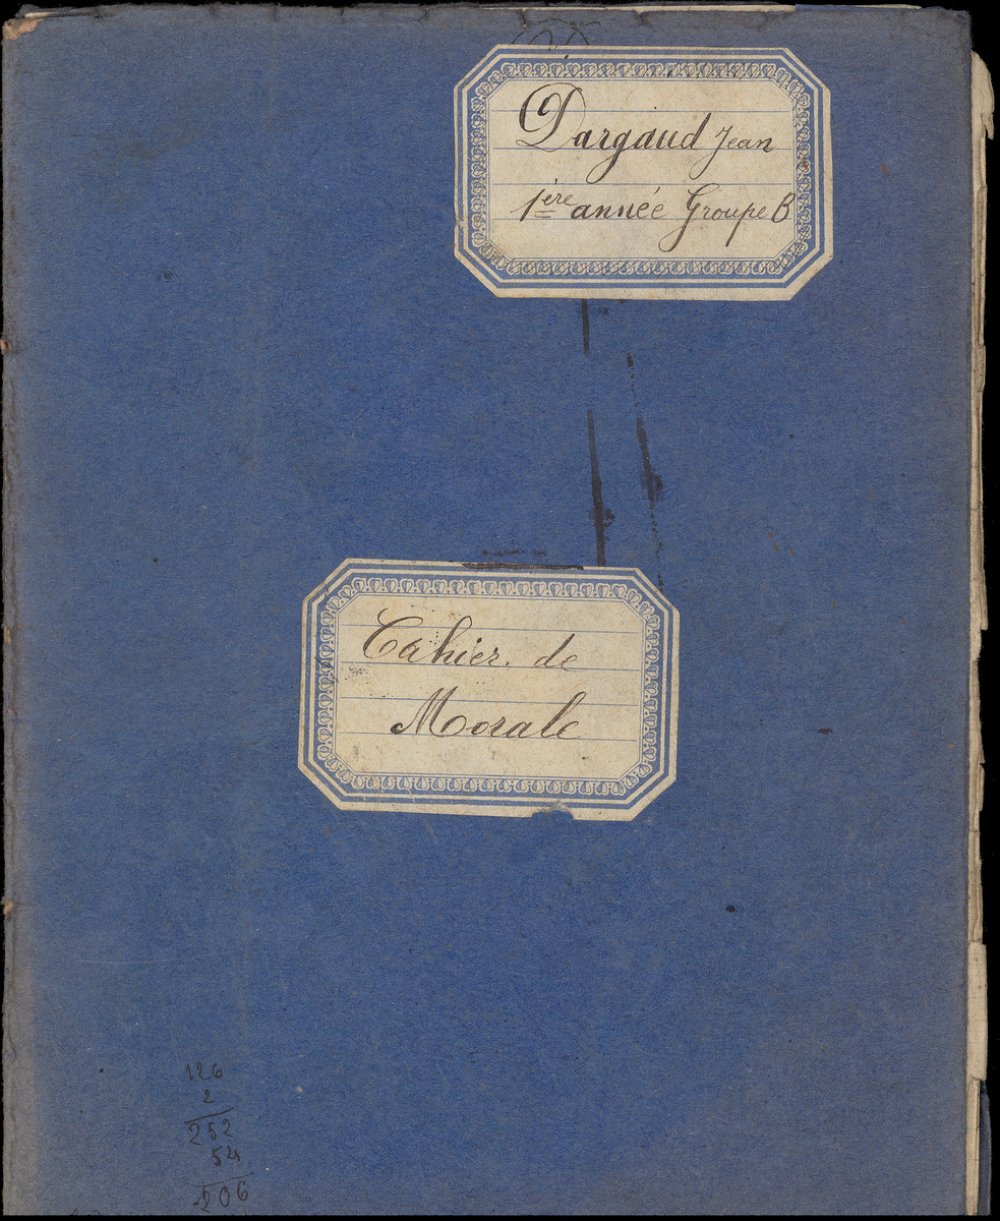 Dargaud Jean
1ère année Groupe B
Cahier de
Morale
126
2
252
54
206